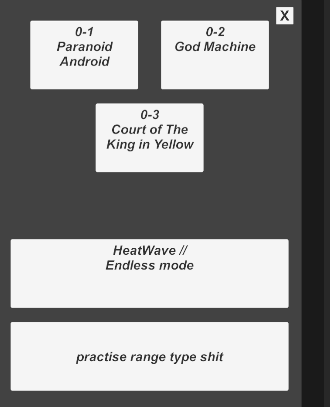 X
0-1
Paranoid
Android
0-2
God Machine
0-3
Court of The
King in Yellow
HeatWave //
Endless mode
practise range type shit